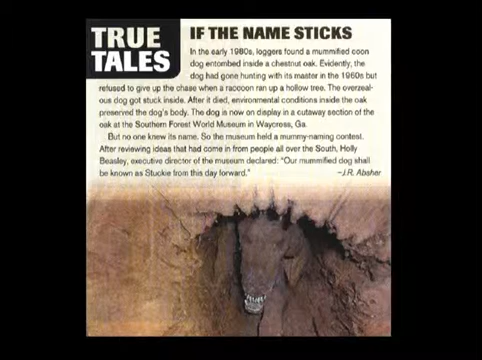 TRUE
TALES
IF THE NAME STICKS
In the early 1980s, loggers found a mummified coon
dog entombed inside a chestnut oak. Evidently, the
dog had gone hunting with its master in the 1960s but
refused to give up the chase when a raccoon ran up a hollow tree. The overzeal-
ous dog got stuck inside. After it died, environmental conditions inside the oak
preserved the dog's body. The dog is now on display in a cutaway section of the
oak at the Southern Forest World Museum in Waycross, Ga.
But no one knew its name. So the museum held a mummy-naming contest.
After reviewing ideas that had come in from people all over the South, Holly
Beasley, executive director of the museum declared: "Our mummified dog shall
be known as Stuckie from this day forward."
–J.R. Absher